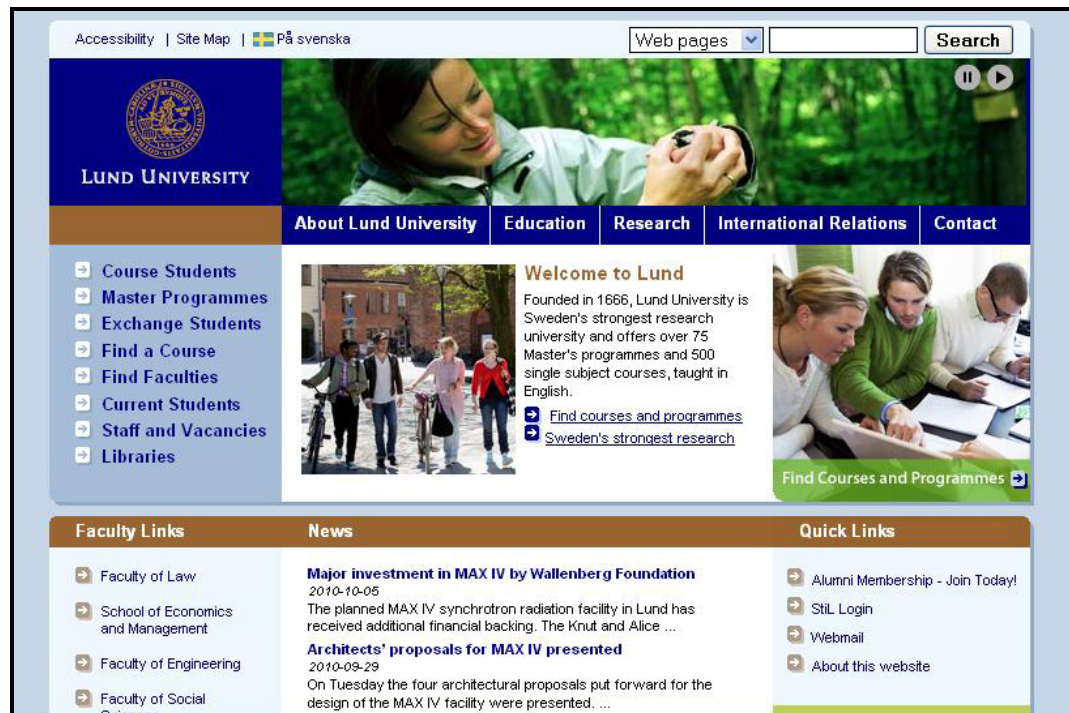 Accessibility | Site Map | På svenska
Web pages
Search
LUND UNIVERSITY
About Lund University
Education
Research
International Relations
Contact
Course Students
Master Programmes
Exchange Students
Find a Course
Find Faculties
Current Students
Staff and Vacancies
Libraries
Welcome to Lund
Founded in 1666, Lund University is
Sweden's strongest research
university and offers over 75
Master's programmes and 500
single subject courses, taught in
English.
Find courses and programmes
Sweden's strongest research
Find Courses and Programmes
Faculty Links
Faculty of Law
School of Economics
and Management
Faculty of Engineering
Faculty of Social
News
Major investment in MAX IV by Wallenberg Foundation
2010-10-05
The planned MAX IV synchrotron radiation facility in Lund has
received additional financial backing. The Knut and Alice ...
Architects' proposals for MAX IV presented
2010-09-29
On Tuesday the four architectural proposals put forward for the
design of the MAX IV facility were presented. ...
Quick Links
Alumni Membership - Join Today!
StiL Login
Webmail
About this website